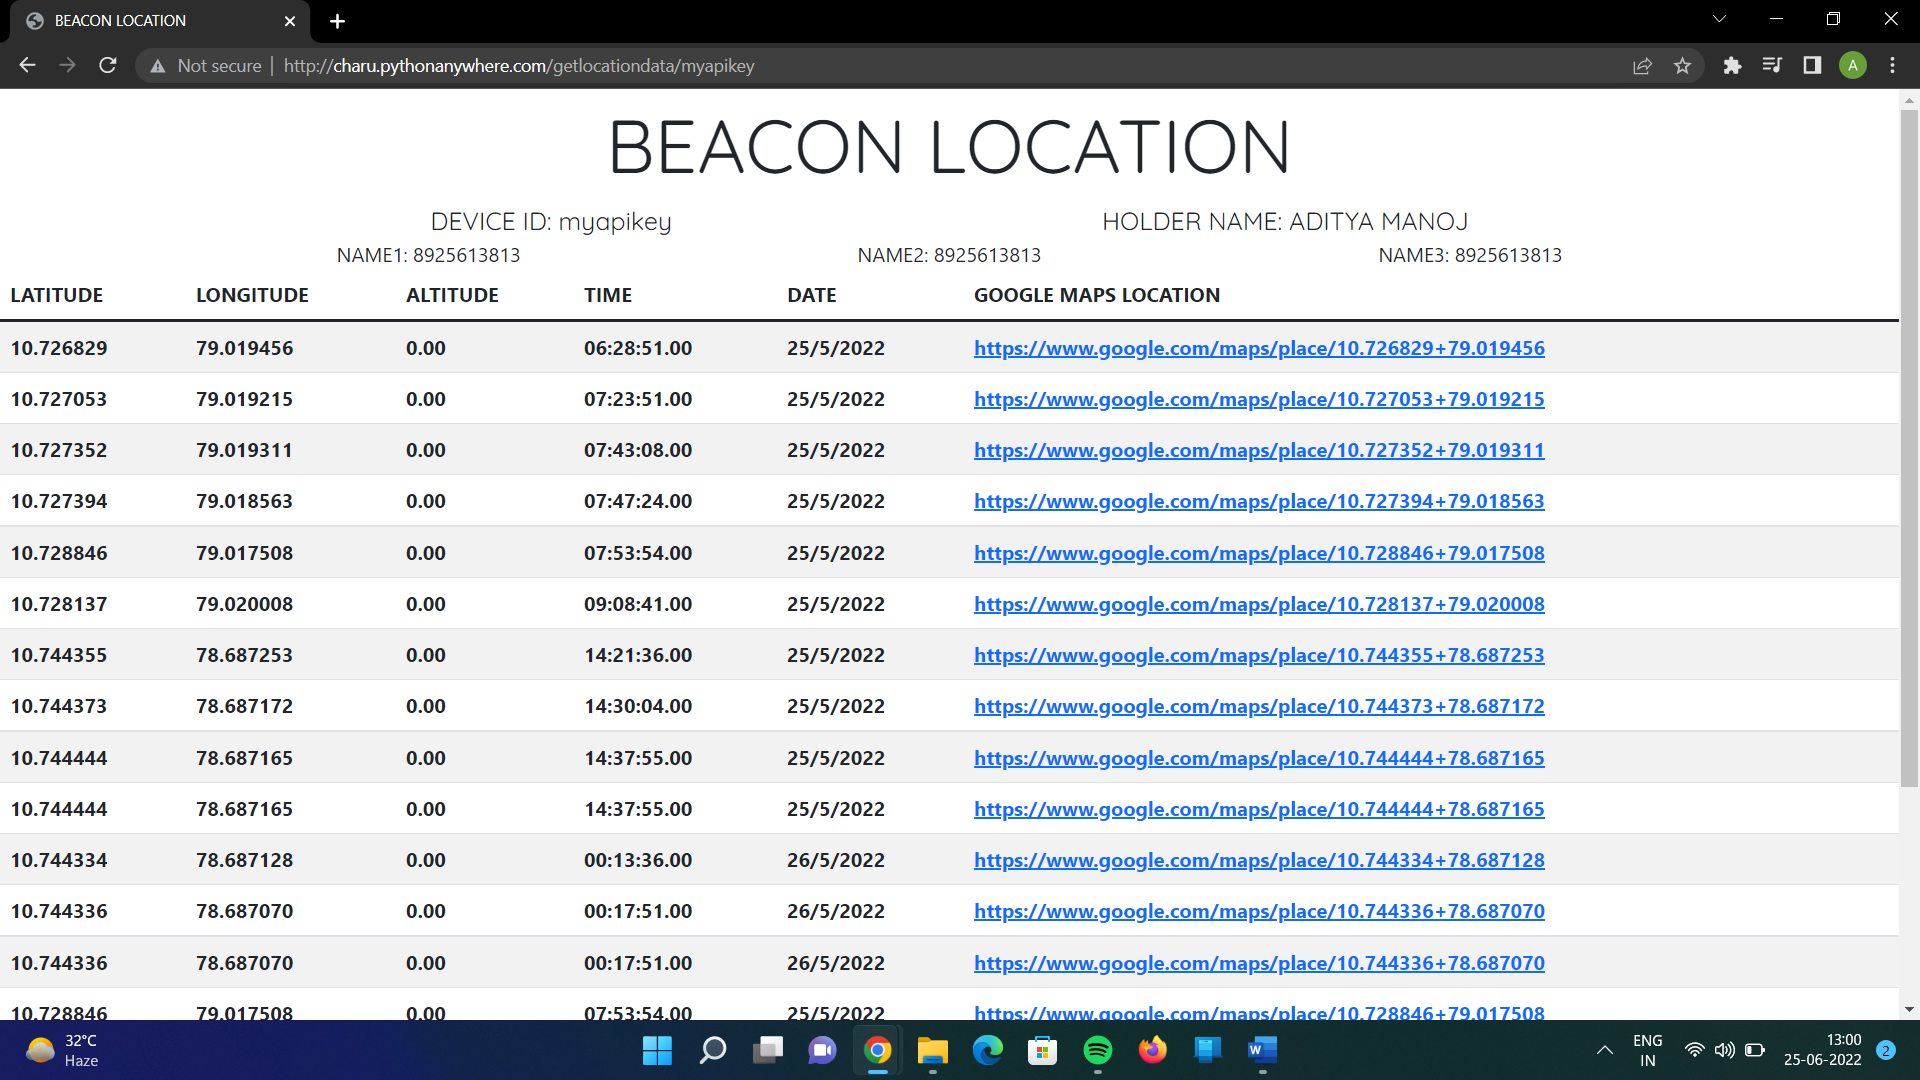 BEACON LOCATION
Not secure | http://charu.pythonanywhere.com/getlocationdata/myapikey
A
BEACON LOCATION
DEVICE ID: myapikey HOLDER NAME: ADITYA MANOJ
NAME1: 8925613813 NAME2: 8925613813 NAME3: 8925613813
LATITUDE LONGITUDE ALTITUDE TIME DATE GOOGLE MAPS LOCATION
10.726829 79.019456 0.00 06:28:51.00 25/5/2022 https://www.google.com/maps/place/10.726829+79.019456
10.727053 79.019215 0.00 07:23:51.00 25/5/2022 https://www.google.com/maps/place/10.727053+79.019215
10.727352 79.019311 0.00 07:43:08.00 25/5/2022 https://www.google.com/maps/place/10.727352+79.019311
10.727394 79.018563 0.00 07:47:24.00 25/5/2022 https://www.google.com/maps/place/10.727394+79.018563
10.728846 79.017508 0.00 07:53:54.00 25/5/2022 https://www.google.com/maps/place/10.728846+79.017508
10.728137 79.020008 0.00 09:08:41.00 25/5/2022 https://www.google.com/maps/place/10.728137+79.020008
10.744355 78.687253 0.00 14:21:36.00 25/5/2022 https://www.google.com/maps/place/10.744355+78.687253
10.744373 78.687172 0.00 14:30:04.00 25/5/2022 https://www.google.com/maps/place/10.744373+78.687172
10.744444 78.687165 0.00 14:37:55.00 25/5/2022 https://www.google.com/maps/place/10.744444+78.687165
10.744444 78.687165 0.00 14:37:55.00 25/5/2022 https://www.google.com/maps/place/10.744444+78.687165
10.744334 78.687128 0.00 00:13:36.00 26/5/2022 https://www.google.com/maps/place/10.744334+78.687128
10.744336 78.687070 0.00 00:17:51.00 26/5/2022 https://www.google.com/maps/place/10.744336+78.687070
10.744336 78.687070 0.00 00:17:51.00 26/5/2022 https://www.google.com/maps/place/10.744336+78.687070
10.728846 79.017508 0.00 07:53:54.00 25/5/2022 https://www.google.com/maps/place/10.728846+79.017508
32°C
Haze
W
ENG
IN
13:00
25-06-2022
2